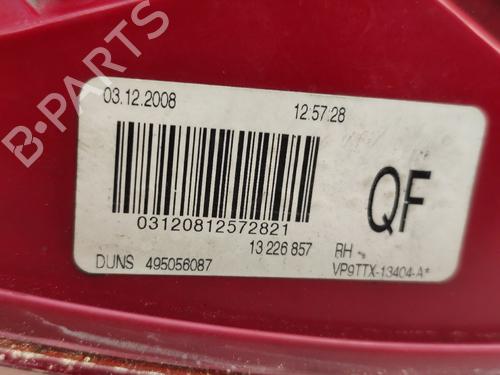 03.12.2008 12:57:28
QF
03120812572821
13 226 857 RH
DUNS 495056087 VP9TTX-13404-A*
B-PARTS